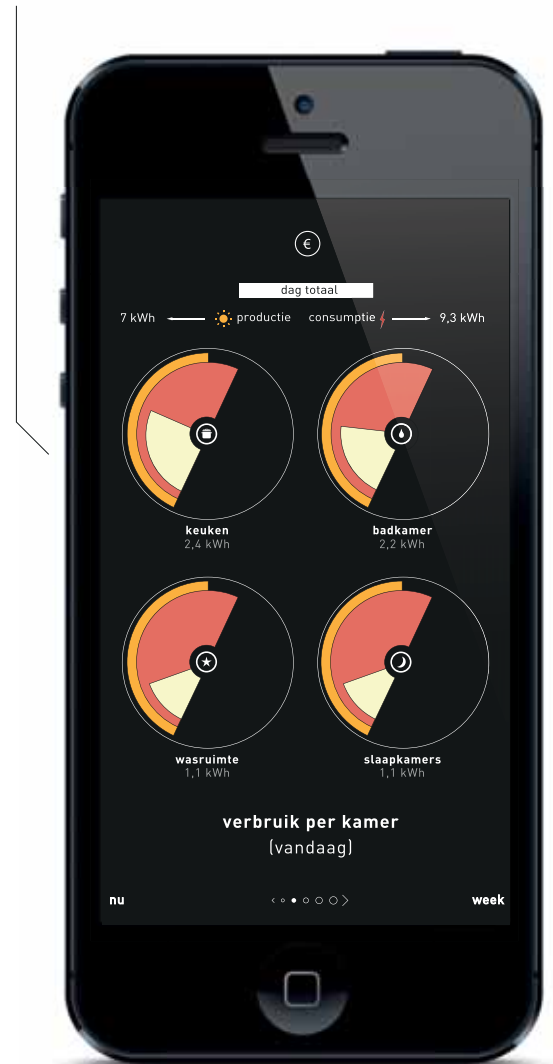 €
dag totaal
7 kWh productie consumptie 9,3 kWh
keuken
2,4 kWh
badkamer
2,2 kWh
wasruimte
1,1 kWh
slaapkamers
1,1 kWh
verbruik per kamer
(vandaag)
nu week